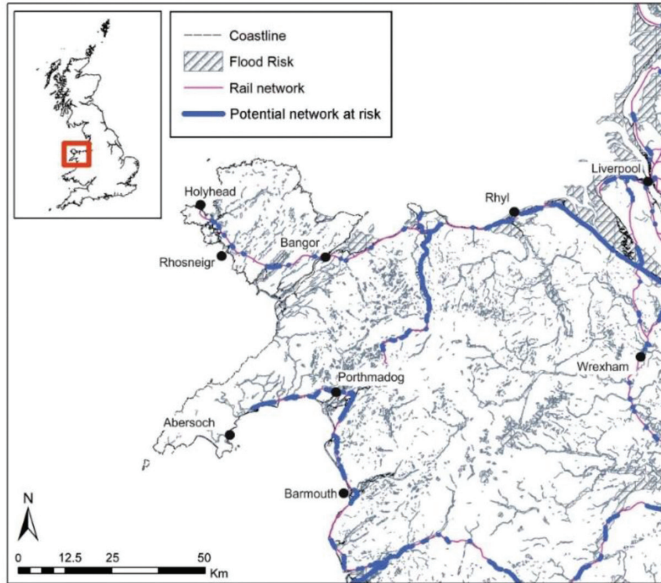 Coastline
Flood Risk
Rail network
Potential network at risk
Liverpool
Holyhead
Rhyl
Rhosneigr
Bangor
Wrexham
Porthmadog
Abersoch
Barmouth
N
0 12.5 25 50
Km